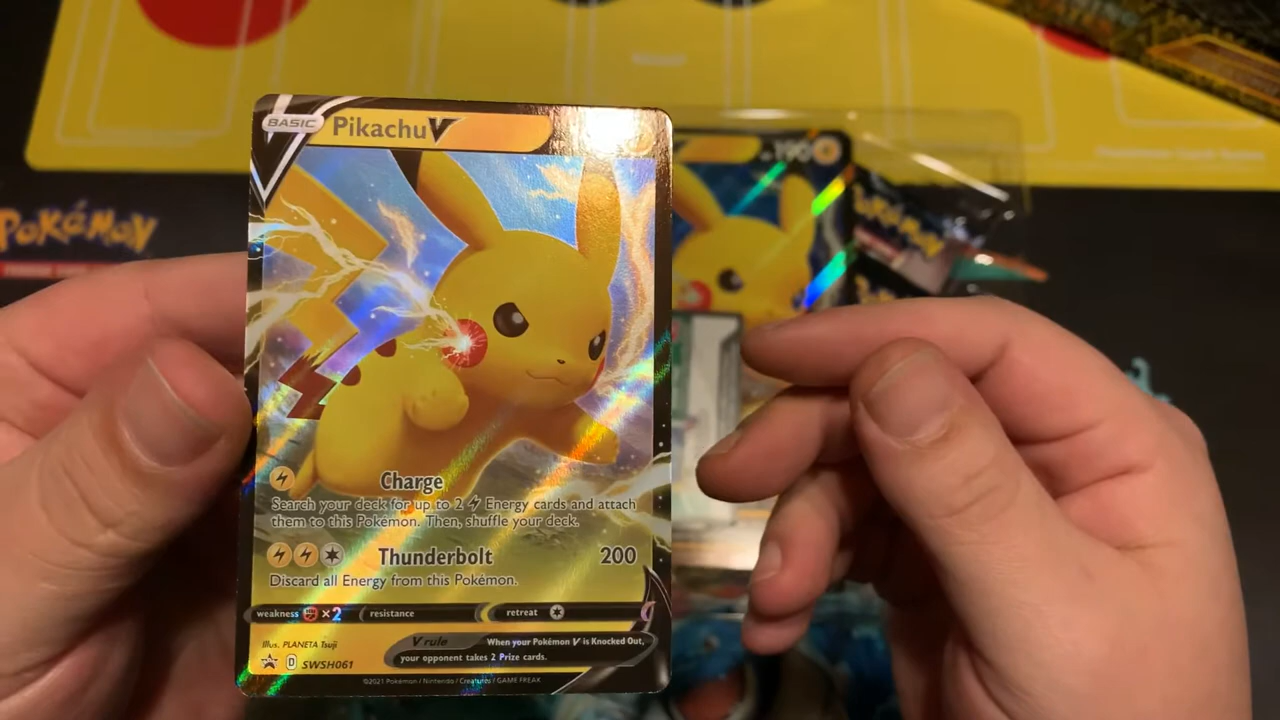 BASIC
Pikachu V
190
POKéMON
POKéMON
Charge
Search your deck for up to 2 Energy cards and attach
them to this Pokémon. Then, shuffle your deck.
Thunderbolt 200
Discard all Energy from this Pokémon.
weakness ×2 resistance retreat
Illus. PLANETA Tsuji
V rule When your Pokémon V is Knocked Out,
your opponent takes 2 Prize cards.
D SWSH061
©2021 Pokémon / Nintendo / Creatures / GAME FREAK